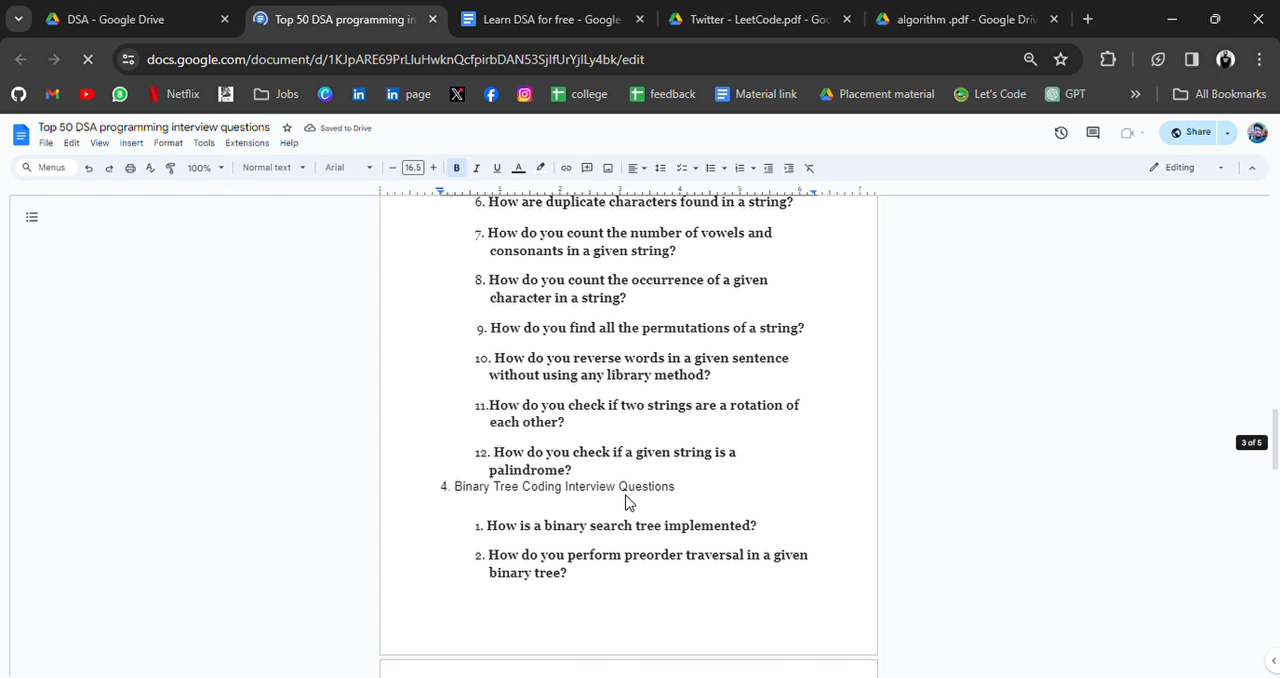 DSA - Google Drive
Top 50 DSA programming in
Learn DSA for free - Google
Twitter - LeetCode.pdf - Goo
algorithm .pdf - Google Driv
docs.google.com/document/d/1KJpARE69PrLluHwknQcfpirbDAN53SjlfUrYjlLy4bk/edit
Netflix
Jobs
page
college
feedback
Material link
Placement material
Let's Code
GPT
All Bookmarks
Top 50 DSA programming interview questions
Saved to Drive
File Edit View Insert Format Tools Extensions Help
Share
Menus
100%
Normal text
Arial
16.5
B I U A
Editing
1 1 2 3 4 5 6 7
6. How are duplicate characters found in a string?
7. How do you count the number of vowels and
consonants in a given string?
8. How do you count the occurrence of a given
character in a string?
9. How do you find all the permutations of a string?
10. How do you reverse words in a given sentence
without using any library method?
11.How do you check if two strings are a rotation of
each other?
3 of 5
12. How do you check if a given string is a
palindrome?
4. Binary Tree Coding Interview Questions
1. How is a binary search tree implemented?
2. How do you perform preorder traversal in a given
binary tree?